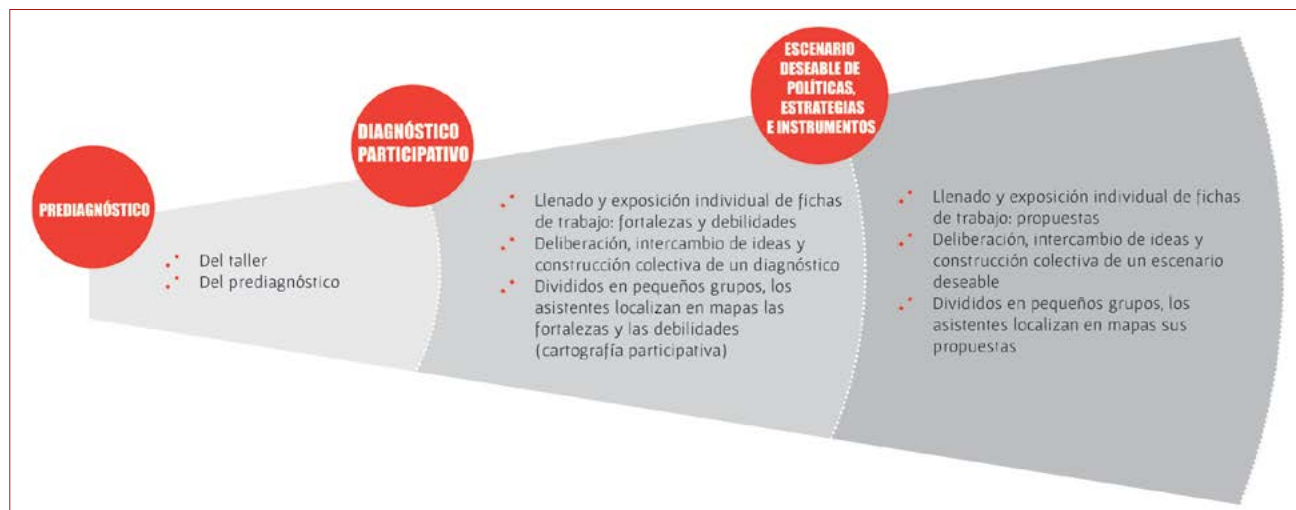 PREDIAGNÓSTICO
Del taller
Del prediagnóstico
DIAGNÓSTICO
PARTICIPATIVO
Llenado y exposición individual de fichas
de trabajo: fortalezas y debilidades
Deliberación, intercambio de ideas y
construcción colectiva de un diagnóstico
Divididos en pequeños grupos, los
asistentes localizan en mapas las
fortalezas y las debilidades
(cartografía participativa)
ESCENARIO
DESEABLE DE
POLÍTICAS,
ESTRATEGIAS
E INSTRUMENTOS
Llenado y exposición individual de fichas
de trabajo: propuestas
Deliberación, intercambio de ideas y
construcción colectiva de un escenario
deseable
Divididos en pequeños grupos, los
asistentes localizan en mapas sus
propuestas